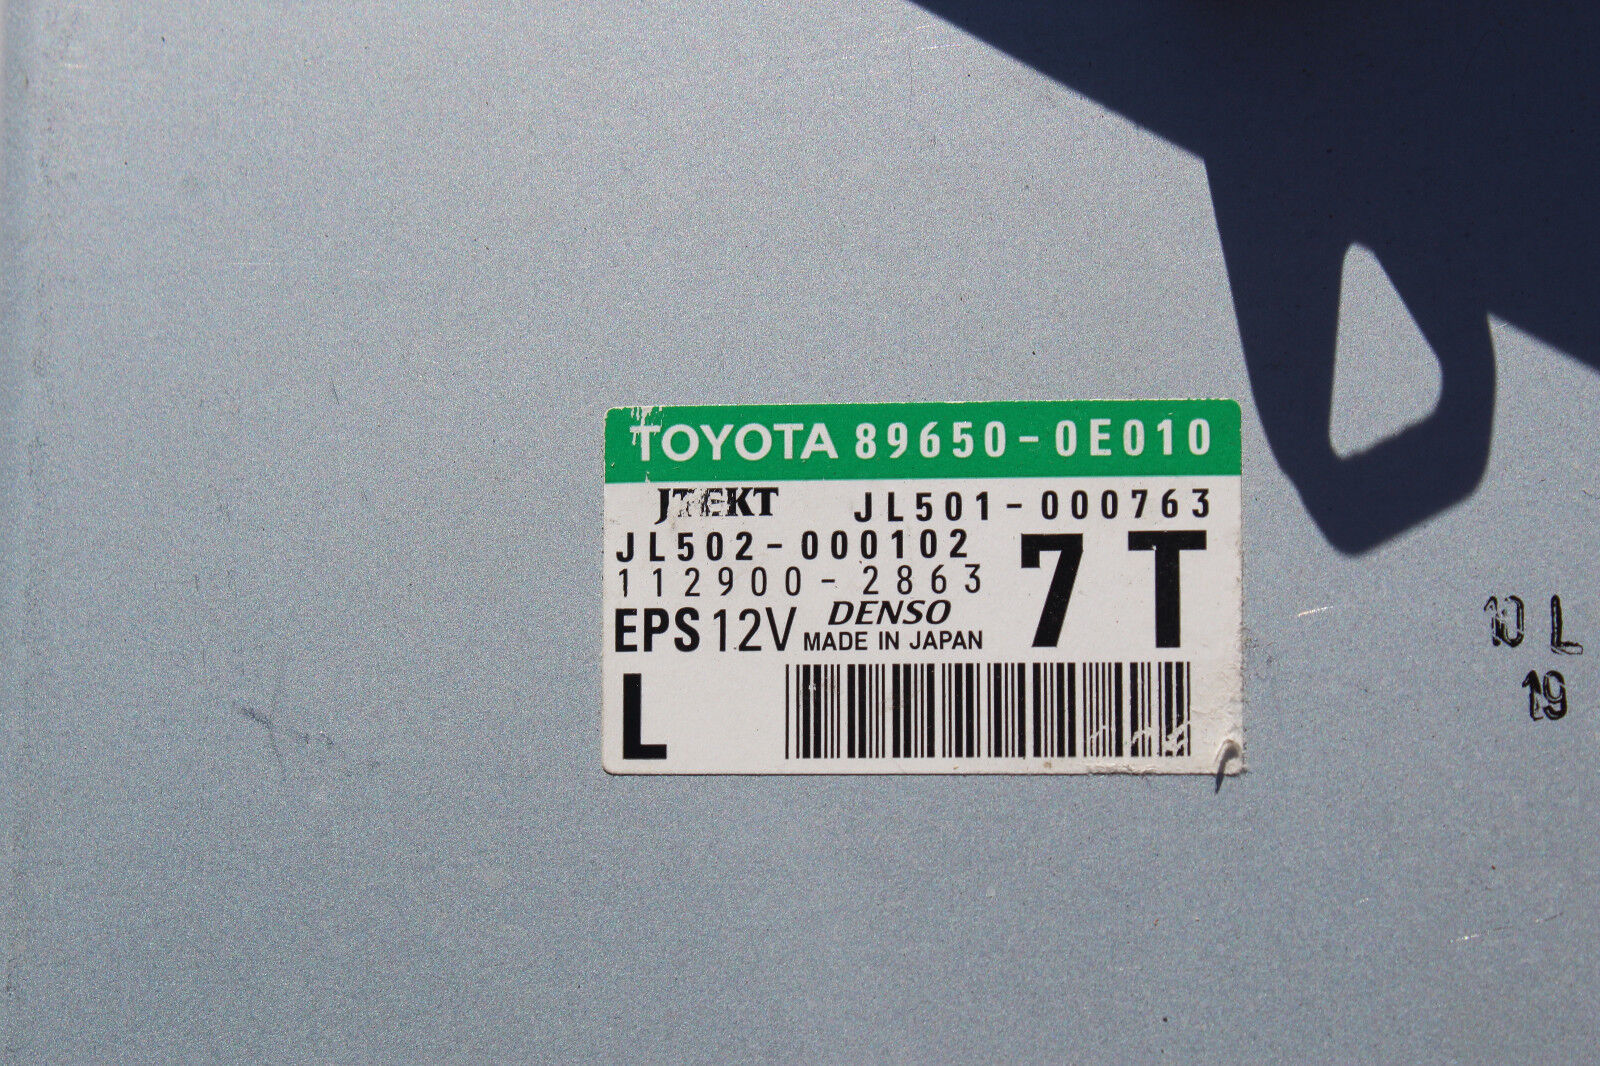 TOYOTA 89650-0E010
JTEKT JL501-000763
JL502-000102
112900-2863
7T
EPS 12V DENSO
MADE IN JAPAN
L
10 L
19